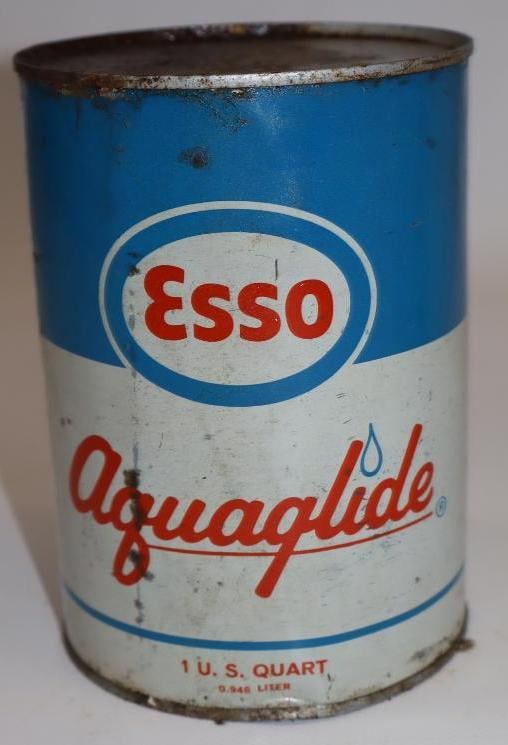 Esso
Aquaglide®
1 U. S. QUART
0.946 LITER